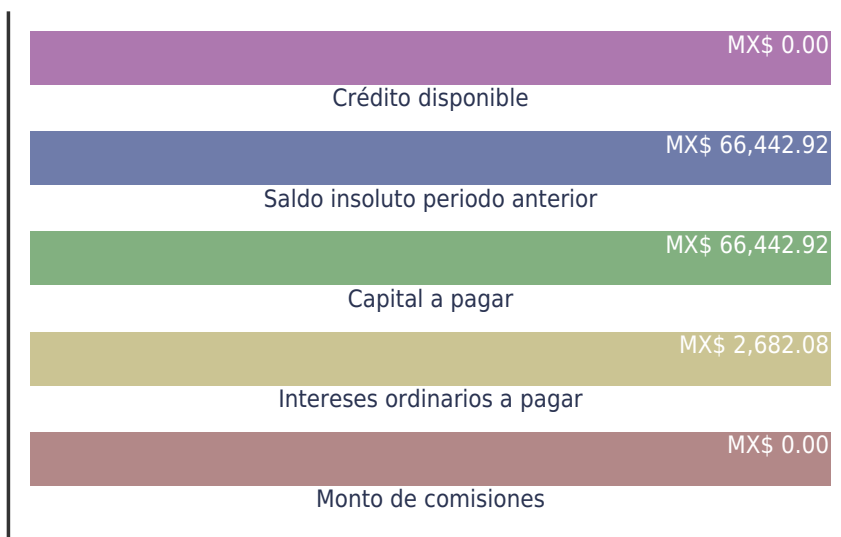 MX$ 0.00
Crédito disponible
MX$ 66,442.92
Saldo insoluto periodo anterior
MX$ 66,442.92
Capital a pagar
MX$ 2,682.08
Intereses ordinarios a pagar
MX$ 0.00
Monto de comisiones